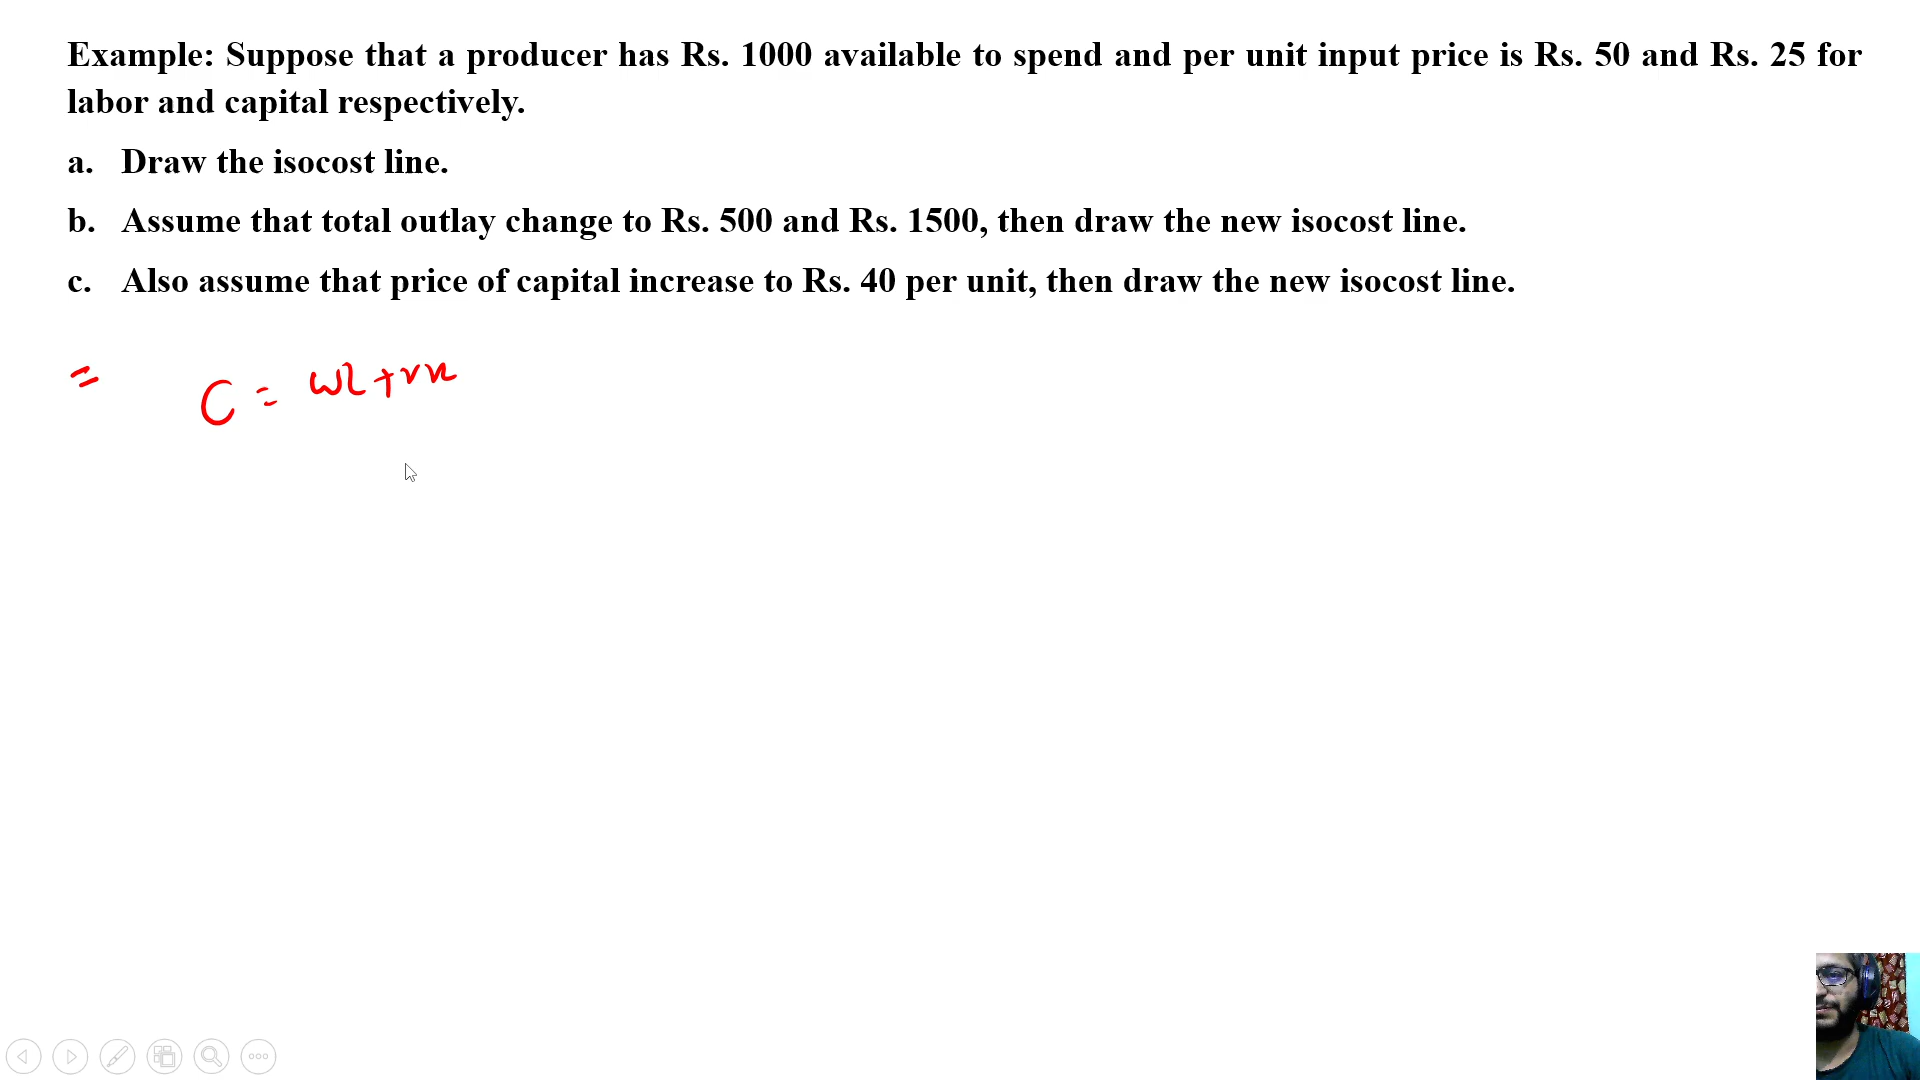 Example: Suppose that a producer has Rs. 1000 available to spend and per unit input price is Rs. 50 and Rs. 25 for
labor and capital respectively.
a. Draw the isocost line.
b. Assume that total outlay change to Rs. 500 and Rs. 1500, then draw the new isocost line.
c. Also assume that price of capital increase to Rs. 40 per unit, then draw the new isocost line.
= C = wl + rk